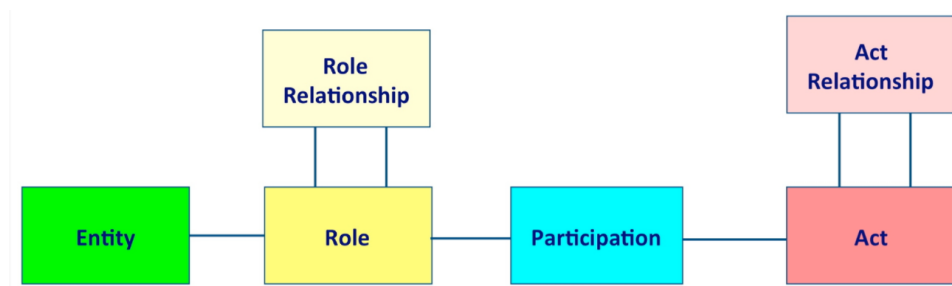 Role
Relationship
Act
Relationship
Entity
Role
Participation
Act